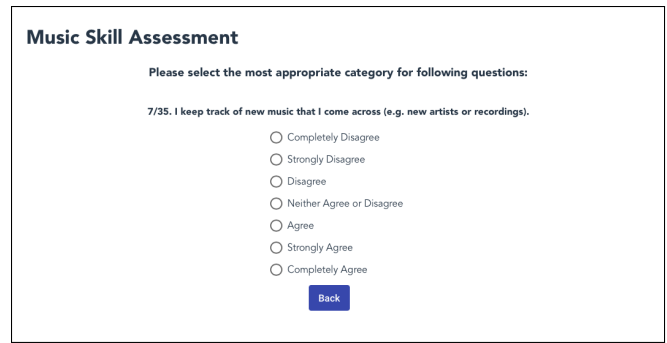 Music Skill Assessment
Please select the most appropriate category for following questions:
7/35. I keep track of new music that I come across (e.g. new artists or recordings).
Completely Disagree
Strongly Disagree
Disagree
Neither Agree or Disagree
Agree
Strongly Agree
Completely Agree
Back